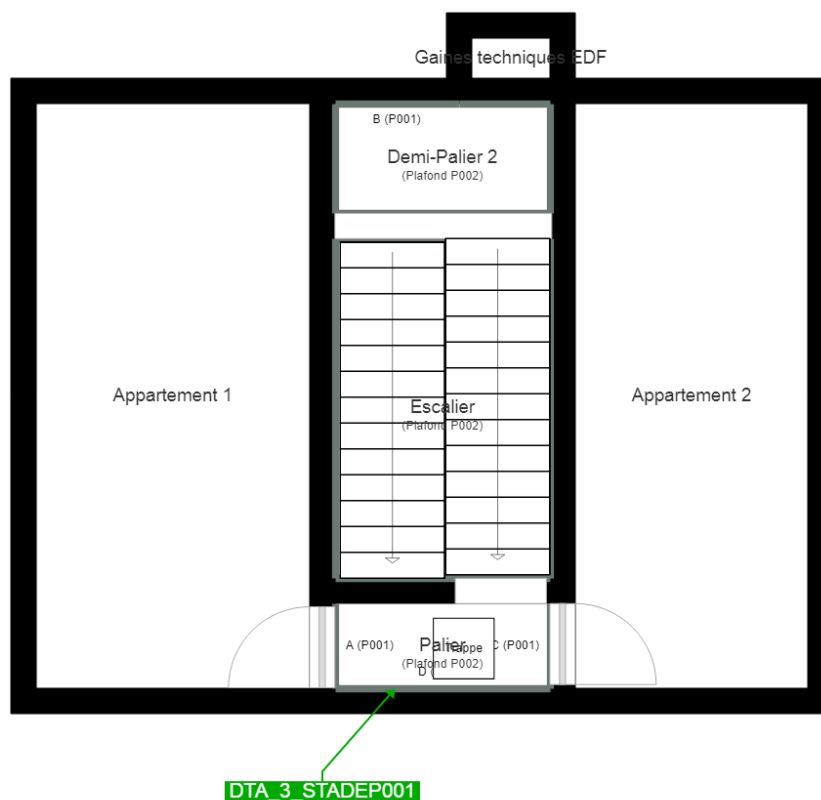 Gaines techniques EDF
B (P001)
Demi-Palier 2
(Plafond P002)
Appartement 1
Escalier
(Plafond P002)
Appartement 2
A (P001)
Palier
Trappe
C (P001)
(Plafond P002)
D (
DTA_3_STADEP001